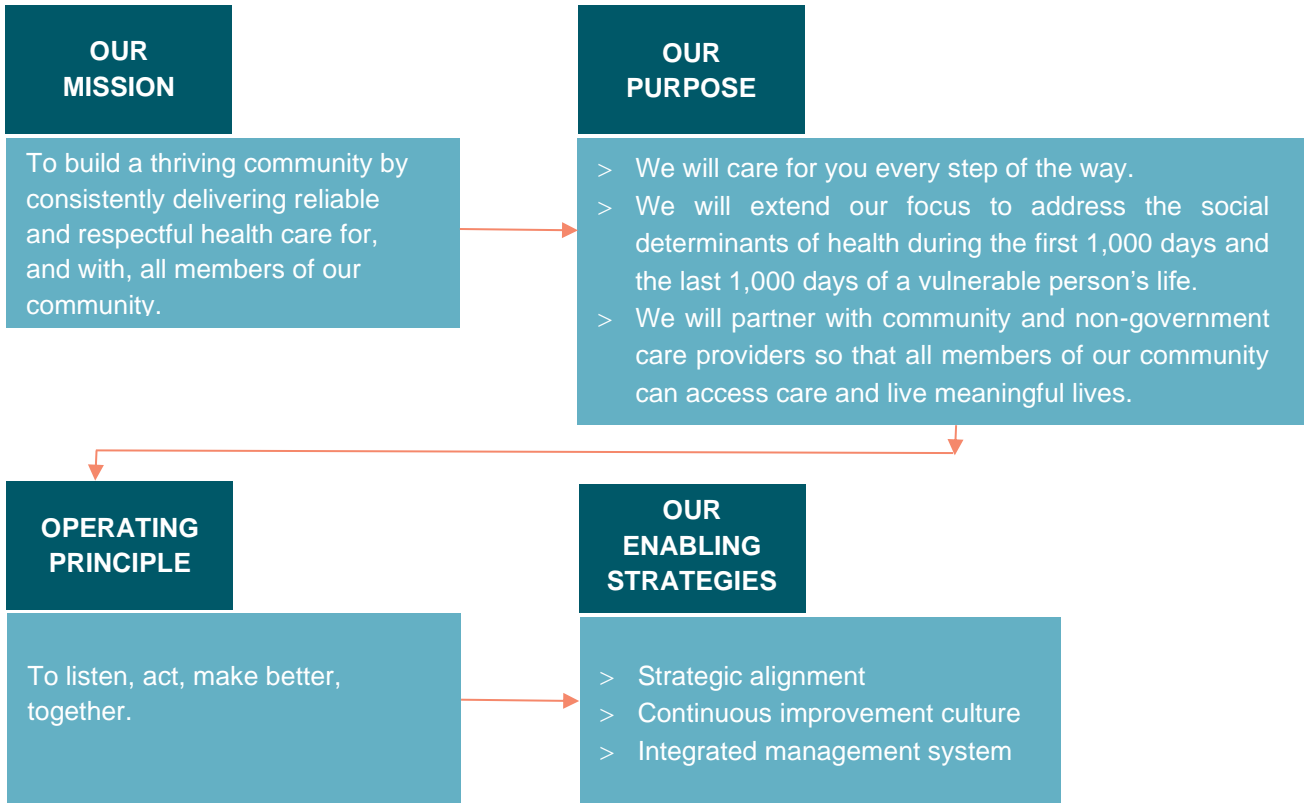 OUR
MISSION
To build a thriving community by
consistently delivering reliable
and respectful health care for,
and with, all members of our
community.
OUR
PURPOSE
> We will care for you every step of the way.
> We will extend our focus to address the social
determinants of health during the first 1,000 days and
the last 1,000 days of a vulnerable person’s life.
> We will partner with community and non-government
care providers so that all members of our community
can access care and live meaningful lives.
OPERATING
PRINCIPLE
To listen, act, make better,
together.
OUR
ENABLING
STRATEGIES
> Strategic alignment
> Continuous improvement culture
> Integrated management system